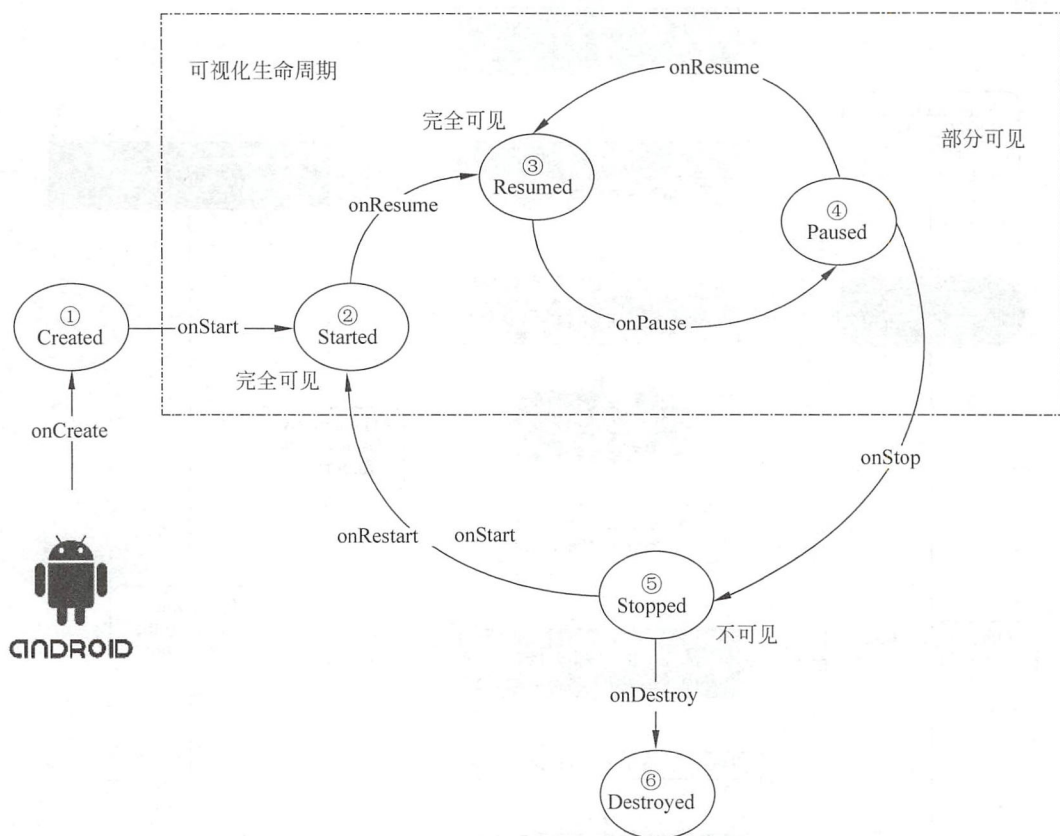 可视化生命周期
onResume
完全可见
部分可见
③
Resumed
onResume
④
Paused
①
Created
onStart
②
Started
onPause
完全可见
onCreate
onStop
onRestart onStart
⑤
Stopped
不可见
ANDROID
onDestroy
⑥
Destroyed